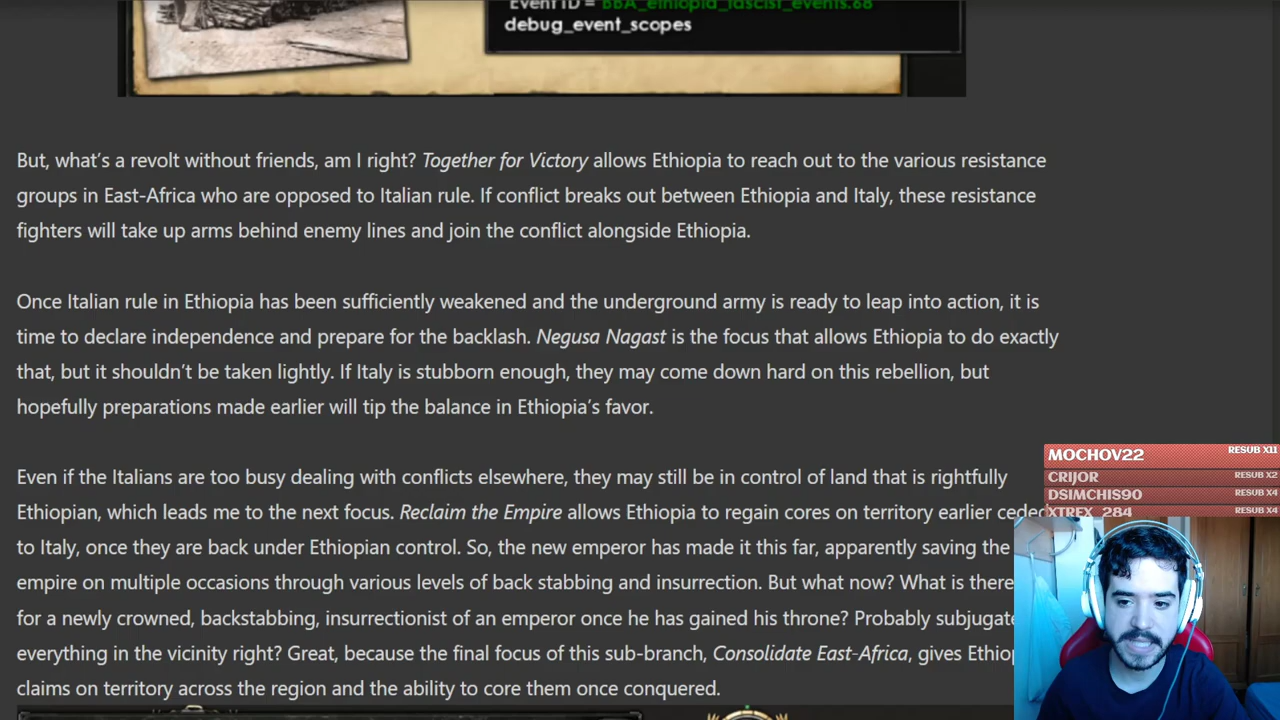 Event ID = BBA_ethiopia_fascist_events.68
debug_event_scopes
But, what's a revolt without friends, am I right? Together for Victory allows Ethiopia to reach out to the various resistance
groups in East-Africa who are opposed to Italian rule. If conflict breaks out between Ethiopia and Italy, these resistance
fighters will take up arms behind enemy lines and join the conflict alongside Ethiopia.
Once Italian rule in Ethiopia has been sufficiently weakened and the underground army is ready to leap into action, it is
time to declare independence and prepare for the backlash. Negusa Nagast is the focus that allows Ethiopia to do exactly
that, but it shouldn't be taken lightly. If Italy is stubborn enough, they may come down hard on this rebellion, but
hopefully preparations made earlier will tip the balance in Ethiopia's favor.
Even if the Italians are too busy dealing with conflicts elsewhere, they may still be in control of land that is rightfully
Ethiopian, which leads me to the next focus. Reclaim the Empire allows Ethiopia to regain cores on territory earlier ceded
to Italy, once they are back under Ethiopian control. So, the new emperor has made it this far, apparently saving the
empire on multiple occasions through various levels of back stabbing and insurrection. But what now? What is there
for a newly crowned, backstabbing, insurrectionist of an emperor once he has gained his throne? Probably subjugate
everything in the vicinity right? Great, because the final focus of this sub-branch, Consolidate East-Africa, gives Ethiop
claims on territory across the region and the ability to core them once conquered.
MOCHOV22 RESUB X11
CRIJOR RESUB X2
DSIMCHIS90 RESUB X4
XTREX_284 RESUB X4